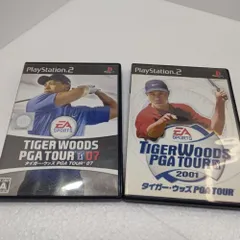 PlayStation 2
EA
SPORTS
TIGER WOODS
PGA TOUR 07
タイガー・ウッズ PGA TOUR 07
A
PlayStation 2
EA
SPORTS
TIGER WOODS
PGA TOUR
2001
タイガー・ウッズ PGA TOUR